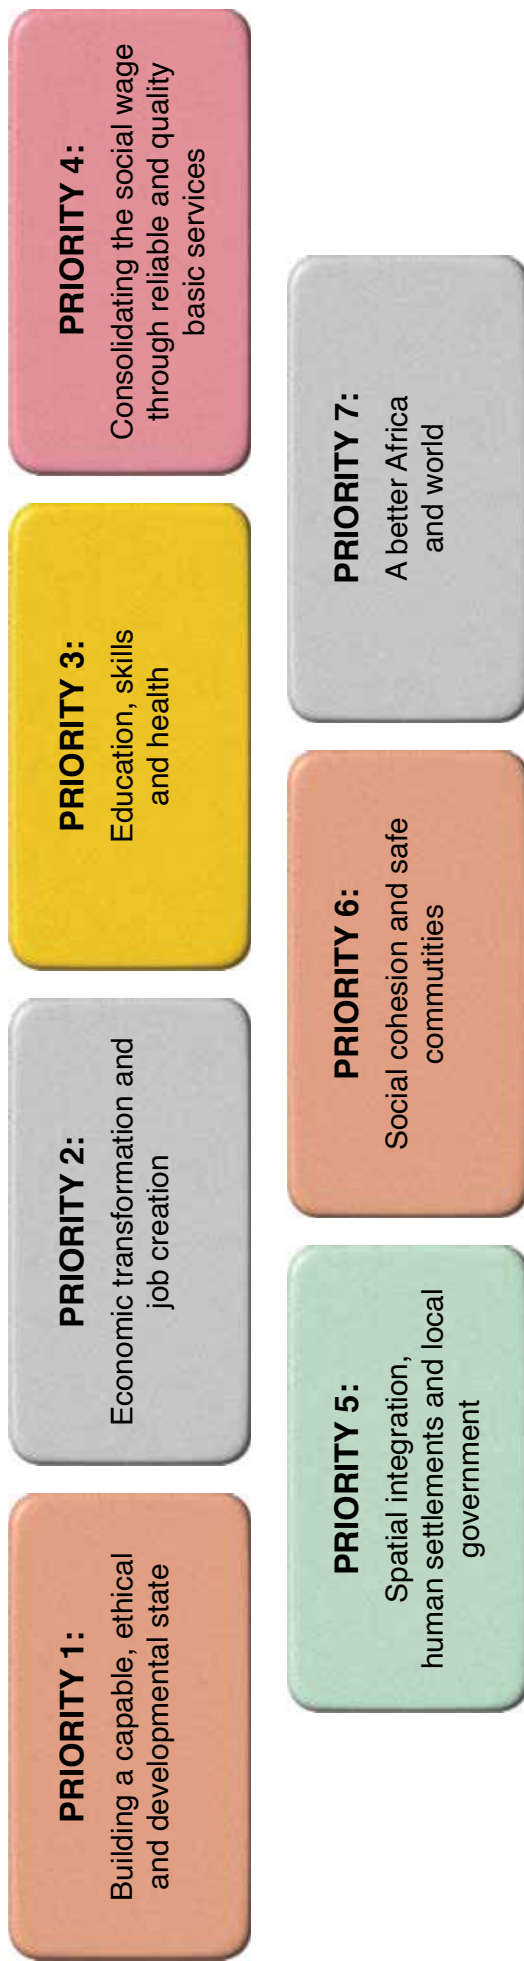 PRIORITY 1:
Building a capable, ethical
and developmental state
PRIORITY 2:
Economic transformation and
job creation
PRIORITY 3:
Education, skills
and health
PRIORITY 4:
Consolidating the social wage
through reliable and quality
basic services
PRIORITY 5:
Spatial integration,
human settlements and local
government
PRIORITY 6:
Social cohesion and safe
commutities
PRIORITY 7:
A better Africa
and world